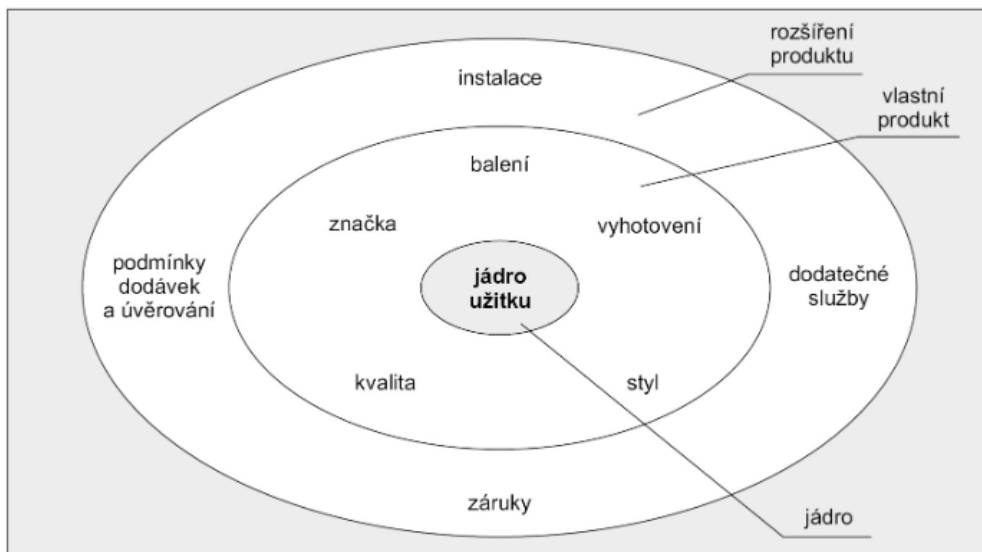 rozšíření
produktu
instalace
vlastní
produkt
balení
značka
vyhotovení
podmínky
dodávek
a úvěrování
jádro
užitku
dodatečné
služby
kvalita
styl
záruky
jádro